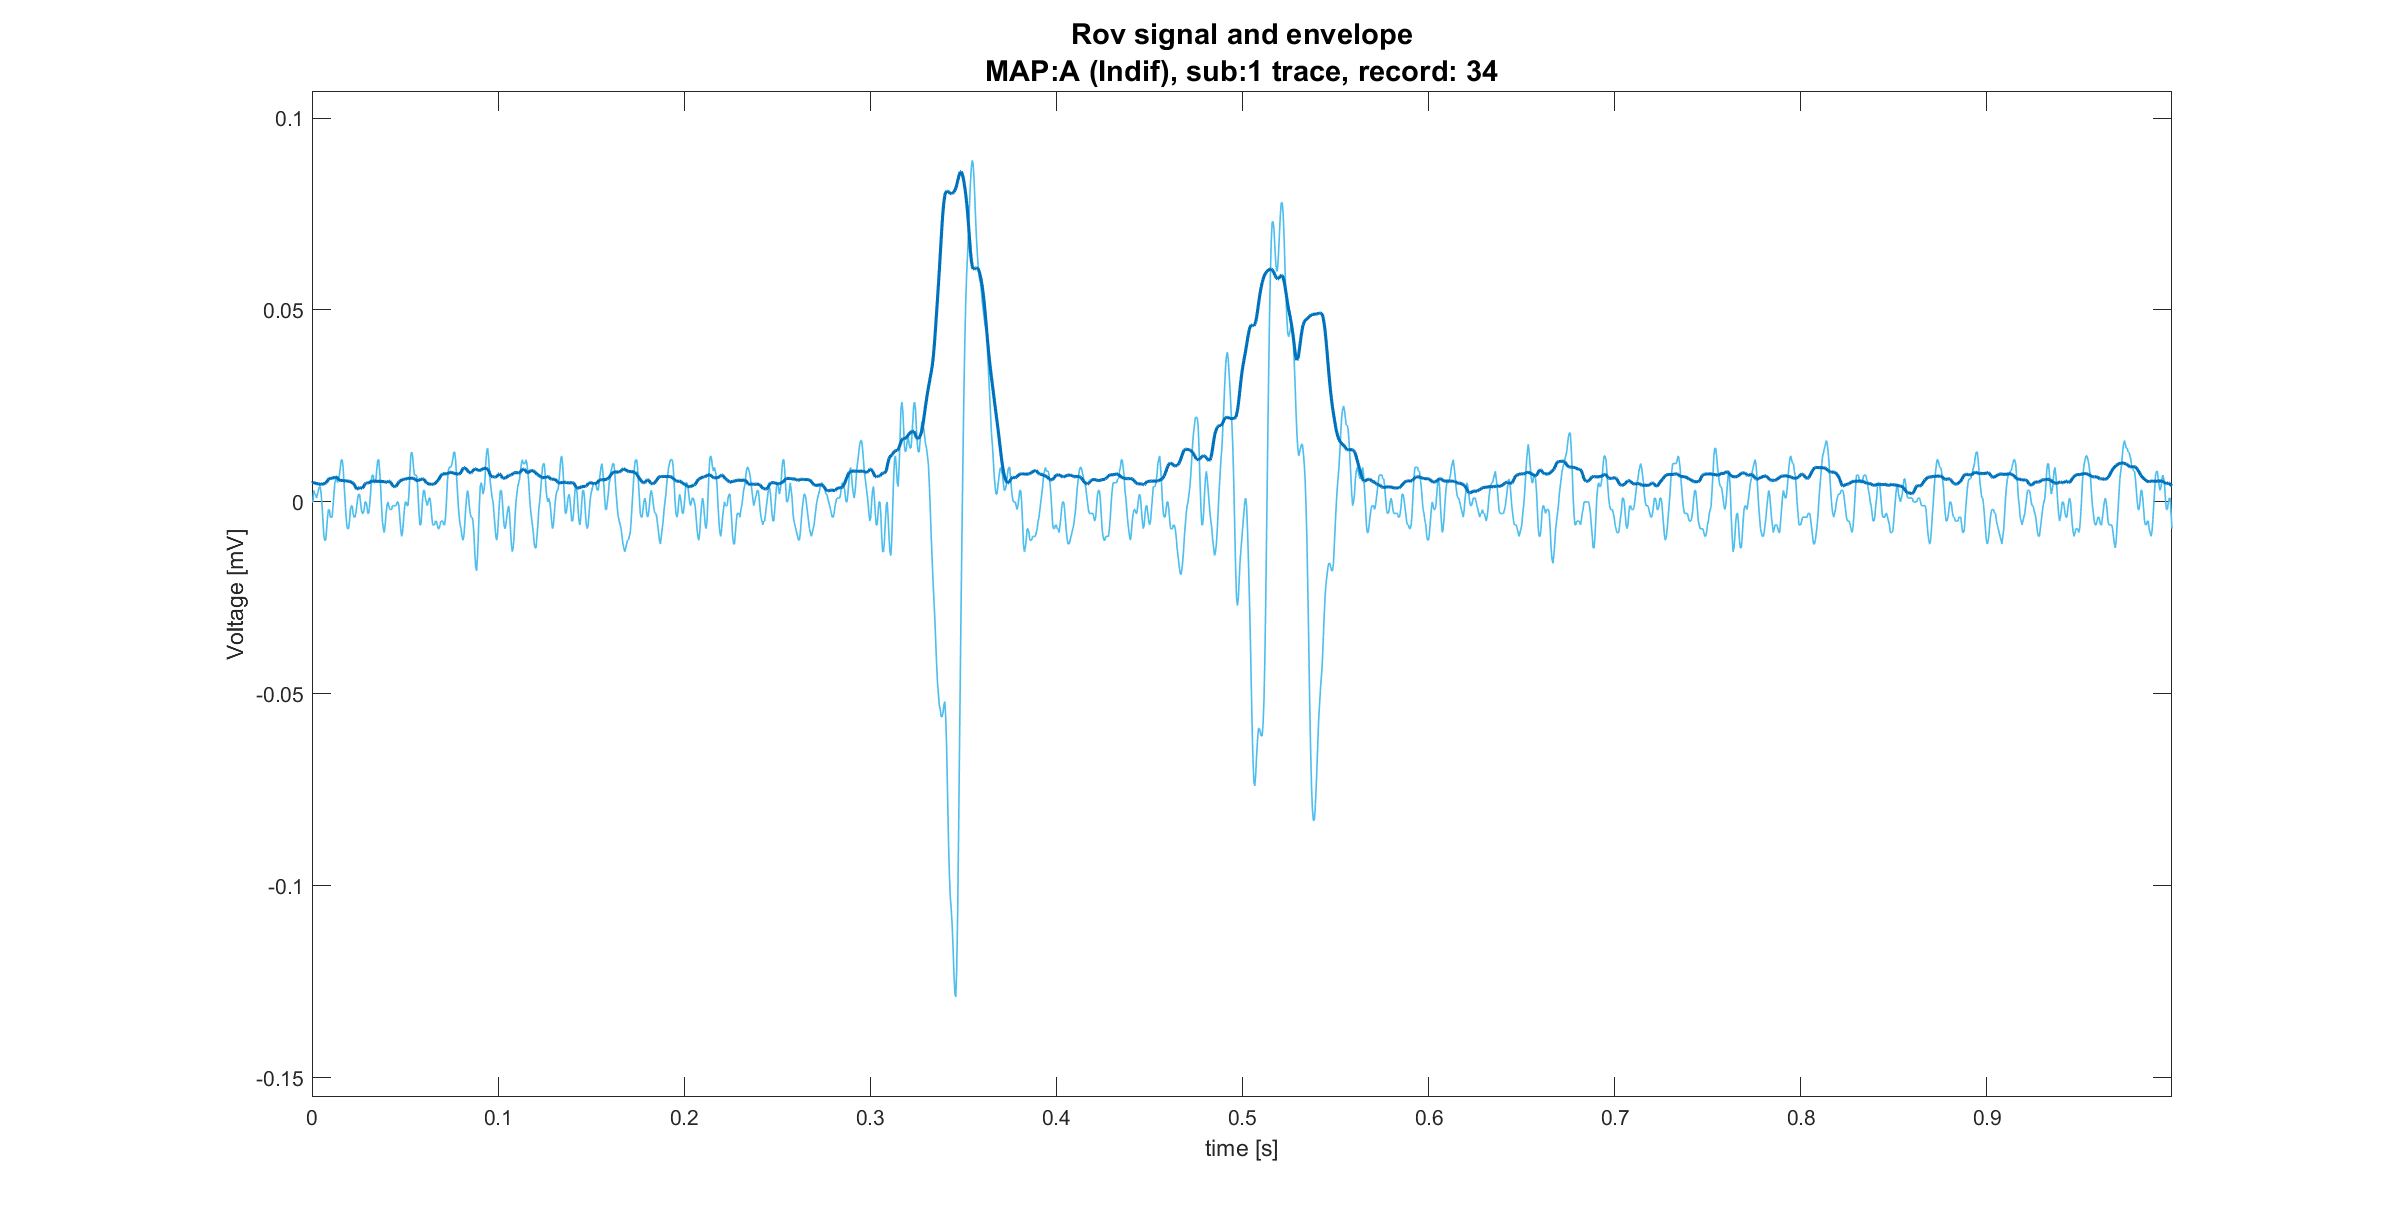 Rov signal and envelope
MAP:A (Indif), sub:1 trace, record: 34
0.1
0.05
0
-0.05
-0.1
-0.15
Voltage [mV]
0 0.1 0.2 0.3 0.4 0.5 0.6 0.7 0.8 0.9
time [s]